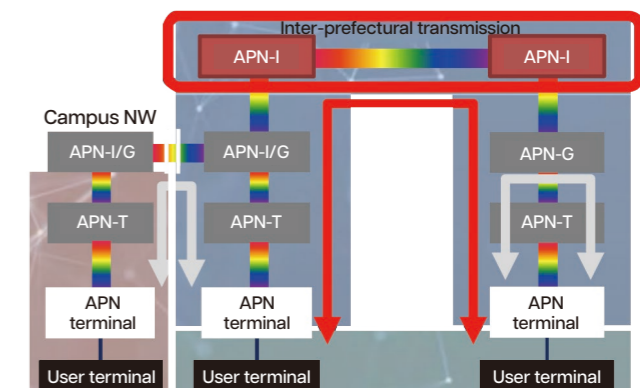 Inter-prefectural transmission
APN-I
APN-I
Campus NW
APN-I/G
APN-I/G
APN-G
APN-T
APN-T
APN-T
APN
terminal
APN
terminal
APN
terminal
User terminal
User terminal
User terminal